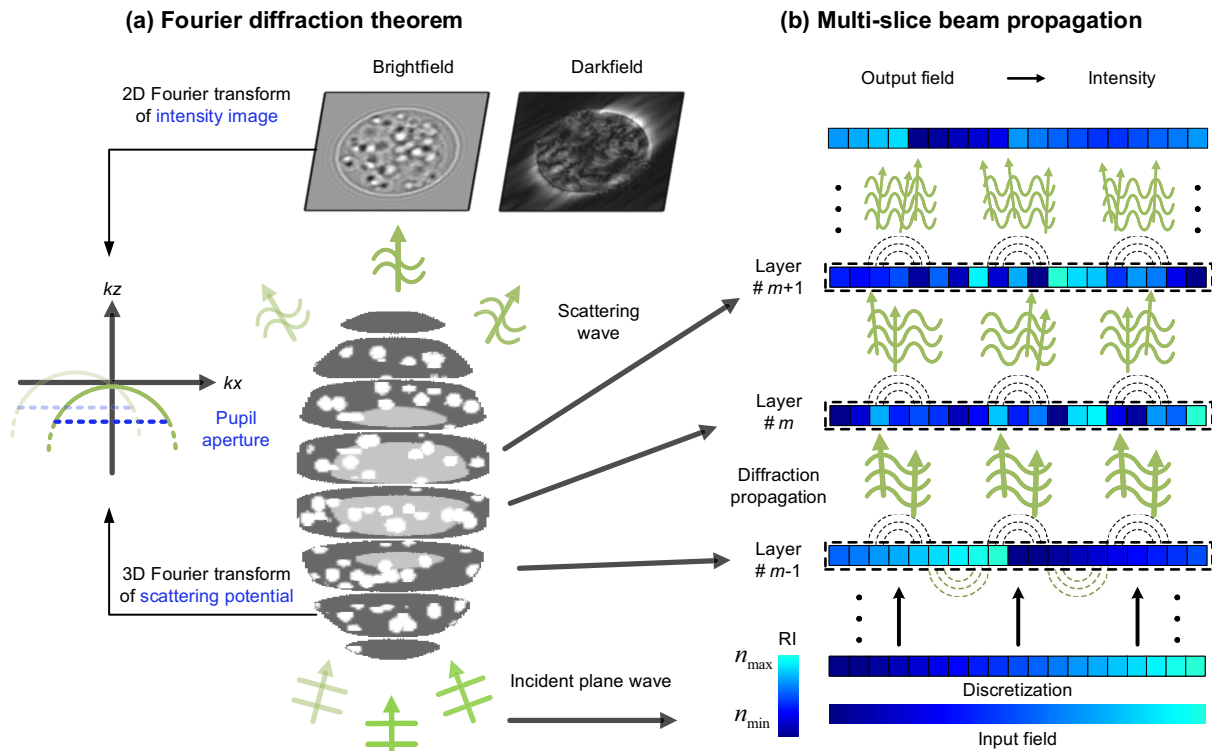 (a) Fourier diffraction theorem
Brightfield
Darkfield
2D Fourier transform
of intensity image
kz
kx
Pupil
aperture
Scattering
wave
3D Fourier transform
of scattering potential
Incident plane wave
(b) Multi-slice beam propagation
Output field
Intensity
Layer
# m+1
Layer
# m
Diffraction
propagation
Layer
# m-1
RI
nmax
nmin
Discretization
Input field